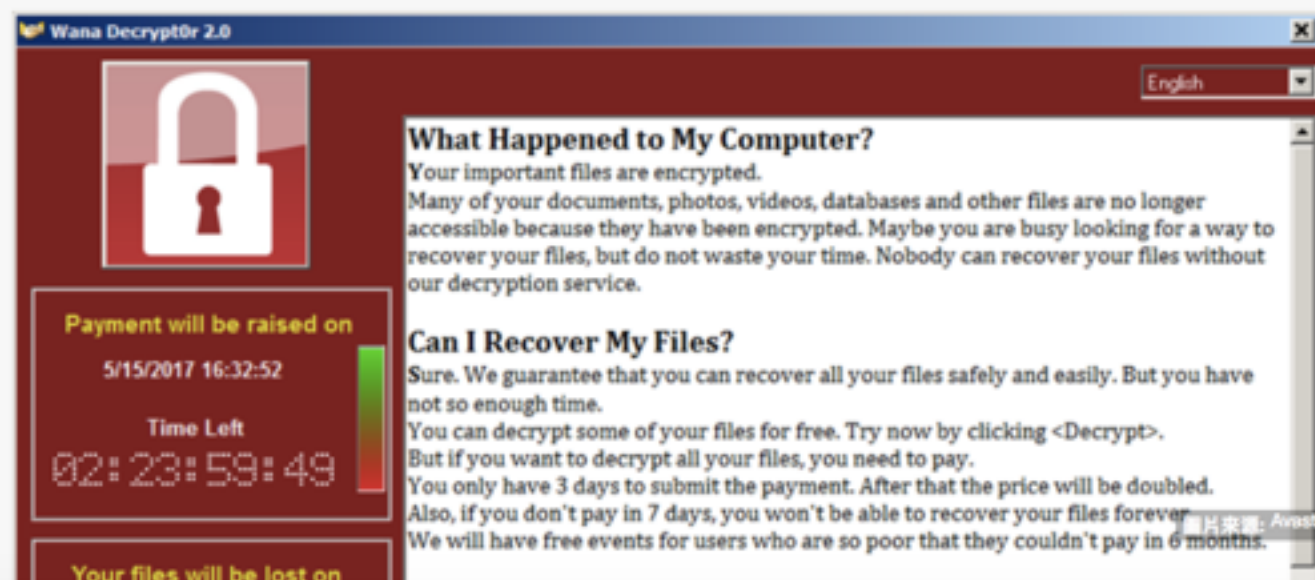 Wana Decrypt0r 2.0
English
What Happened to My Computer?
Your important files are encrypted.
Many of your documents, photos, videos, databases and other files are no longer
accessible because they have been encrypted. Maybe you are busy looking for a way to
recover your files, but do not waste your time. Nobody can recover your files without
our decryption service.
Can I Recover My Files?
Sure. We guarantee that you can recover all your files safely and easily. But you have
not so enough time.
You can decrypt some of your files for free. Try now by clicking <Decrypt>.
But if you want to decrypt all your files, you need to pay.
You only have 3 days to submit the payment. After that the price will be doubled.
Also, if you don't pay in 7 days, you won't be able to recover your files forever
We will have free events for users who are so poor that they couldn't pay in 6 months.
Payment will be raised on
5/15/2017 16:32:52
Time Left
02:23:59:49
Your files will be lost on
圖片來源: Avast